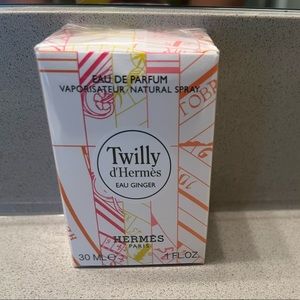 EAU DE PARFUM
VAPORISATEUR NATURAL SPRAY
Twilly
d'Hermès
EAU GINGER
HERMÈS
PARIS
30 ML℮ 1 FL.OZ.